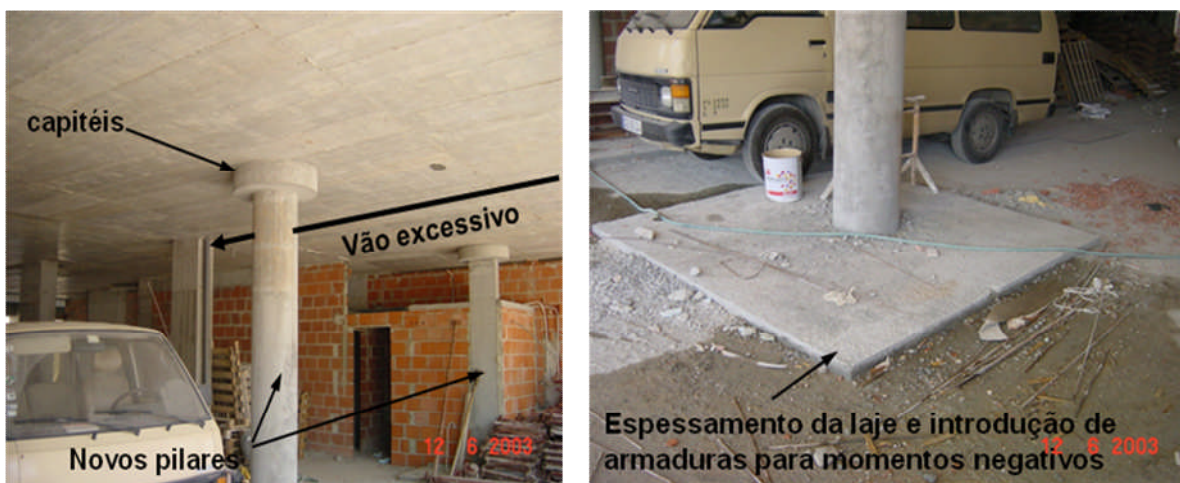 capitéis
Vão excessivo
Novos pilares
12 6 2003
Espessamento da laje e introdução de
armaduras para momentos negativos
12 6 2003